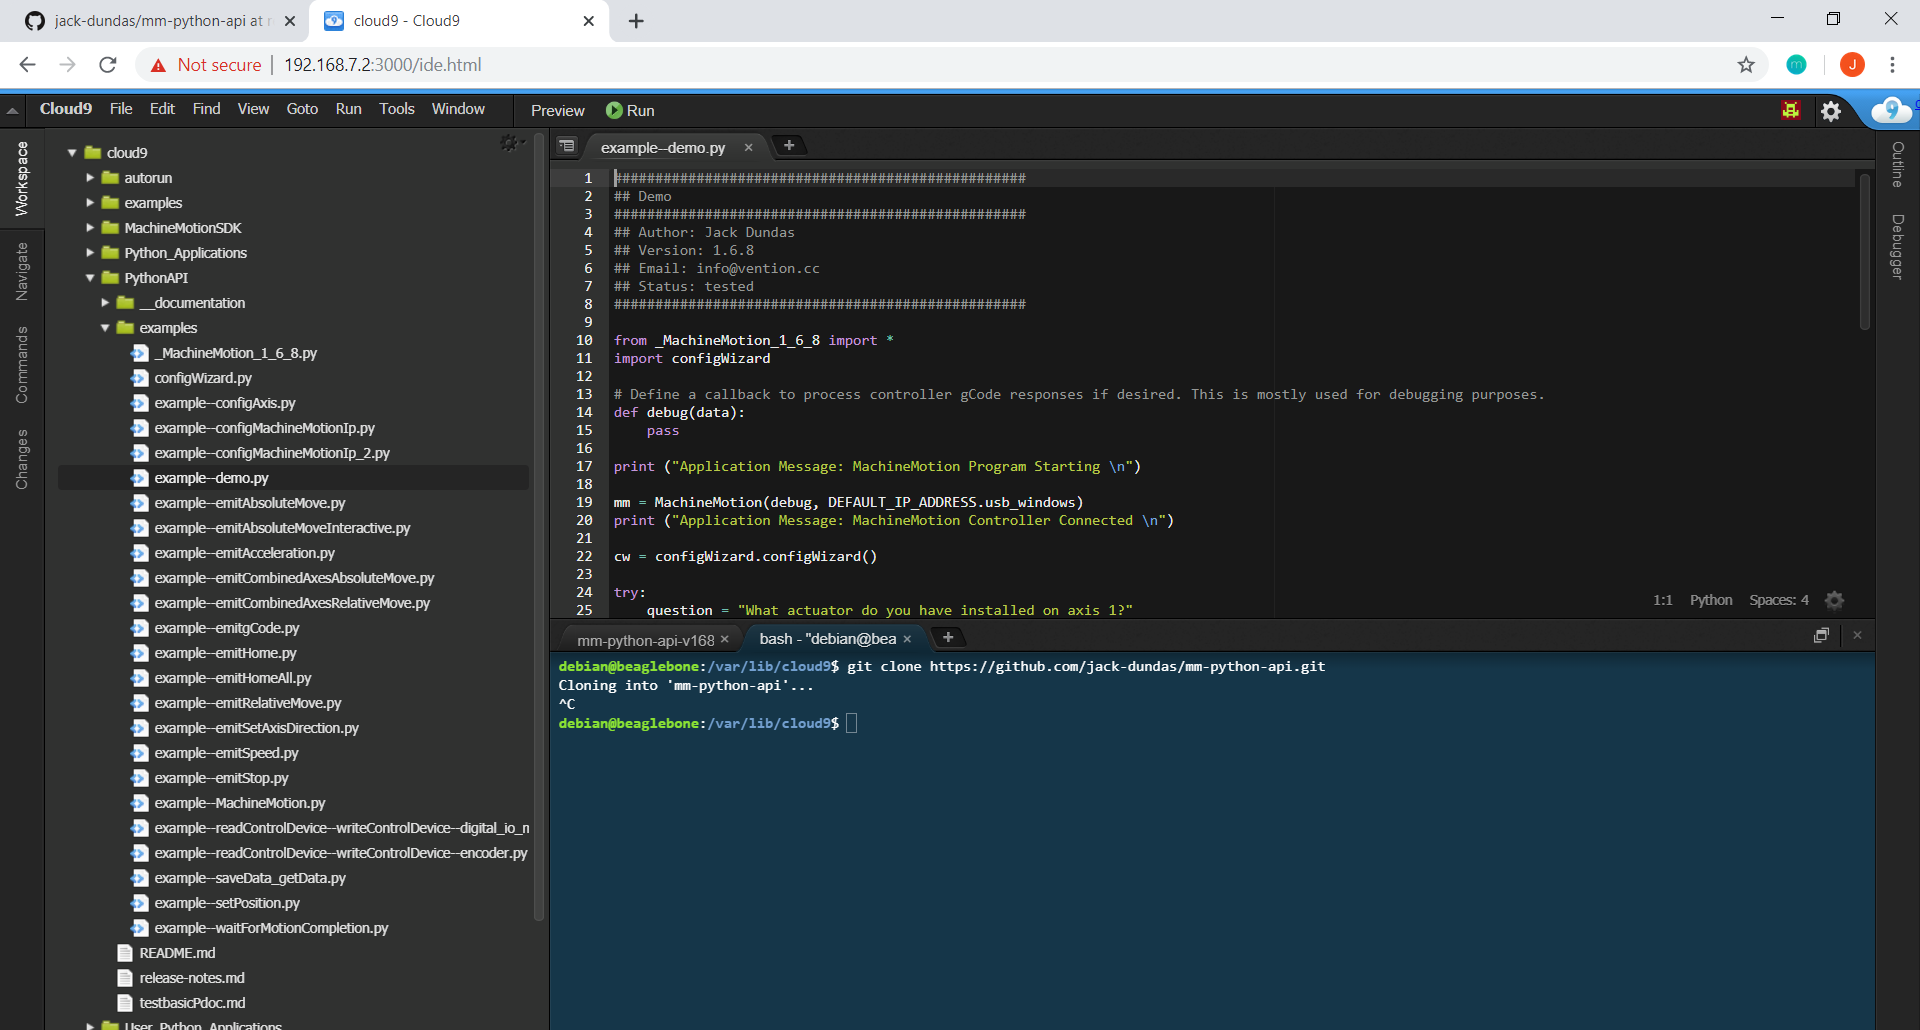 jack-dundas/mm-python-api at
cloud9 - Cloud9
Not secure
192.168.7.2:3000/ide.html
m
J
Cloud9 File Edit Find View Goto Run Tools Window Preview Run
9
Workspace
Navigate
Commands
Changes
cloud9
autorun
examples
MachineMotionSDK
Python_Applications
PythonAPI
__documentation
examples
_MachineMotion_1_6_8.py
configWizard.py
example--configAxis.py
example--configMachineMotionIp.py
example--configMachineMotionIp_2.py
example--demo.py
example--emitAbsoluteMove.py
example--emitAbsoluteMoveInteractive.py
example--emitAcceleration.py
example--emitCombinedAxesAbsoluteMove.py
example--emitCombinedAxesRelativeMove.py
example--emitgCode.py
example--emitHome.py
example--emitHomeAll.py
example--emitRelativeMove.py
example--emitSetAxisDirection.py
example--emitSpeed.py
example--emitStop.py
example--MachineMotion.py
example--readControlDevice--writeControlDevice--digital_io_n
example--readControlDevice--writeControlDevice--encoder.py
example--saveData_getData.py
example--setPosition.py
example--waitForMotionCompletion.py
README.md
release-notes.md
testbasicPdoc.md
User_Python_Applications
example--demo.py
1 ##################################################
2 ## Demo
3 ##################################################
4 ## Author: Jack Dundas
5 ## Version: 1.6.8
6 ## Email: info@vention.cc
7 ## Status: tested
8 ##################################################
9
10 from _MachineMotion_1_6_8 import *
11 import configWizard
12
13 # Define a callback to process controller gCode responses if desired. This is mostly used for debugging purposes.
14 def debug(data):
15     pass
16
17 print ("Application Message: MachineMotion Program Starting \n")
18
19 mm = MachineMotion(debug, DEFAULT_IP_ADDRESS.usb_windows)
20 print ("Application Message: MachineMotion Controller Connected \n")
21
22 cw = configWizard.configWizard()
23
24 try:
25     question = "What actuator do you have installed on axis 1?"
1:1 Python Spaces: 4
Outline
Debugger
mm-python-api-v168
bash - "debian@bea
debian@beaglebone:/var/lib/cloud9$ git clone https://github.com/jack-dundas/mm-python-api.git
Cloning into 'mm-python-api'...
^C
debian@beaglebone:/var/lib/cloud9$